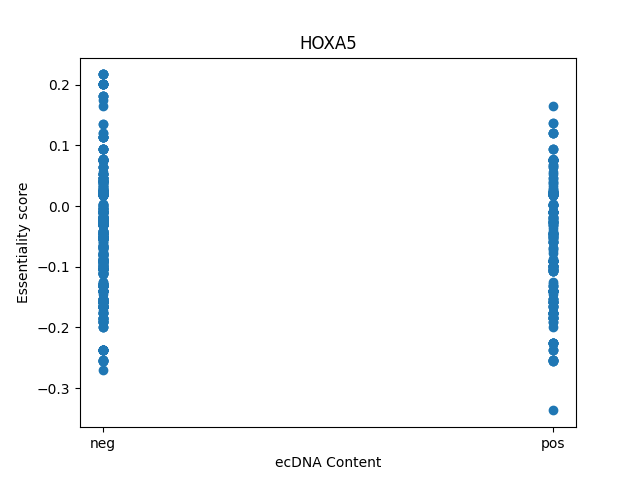 HOXA5
0.2
0.1
0.0
−0.1
−0.2
−0.3
Essentiality score
neg
pos
ecDNA Content